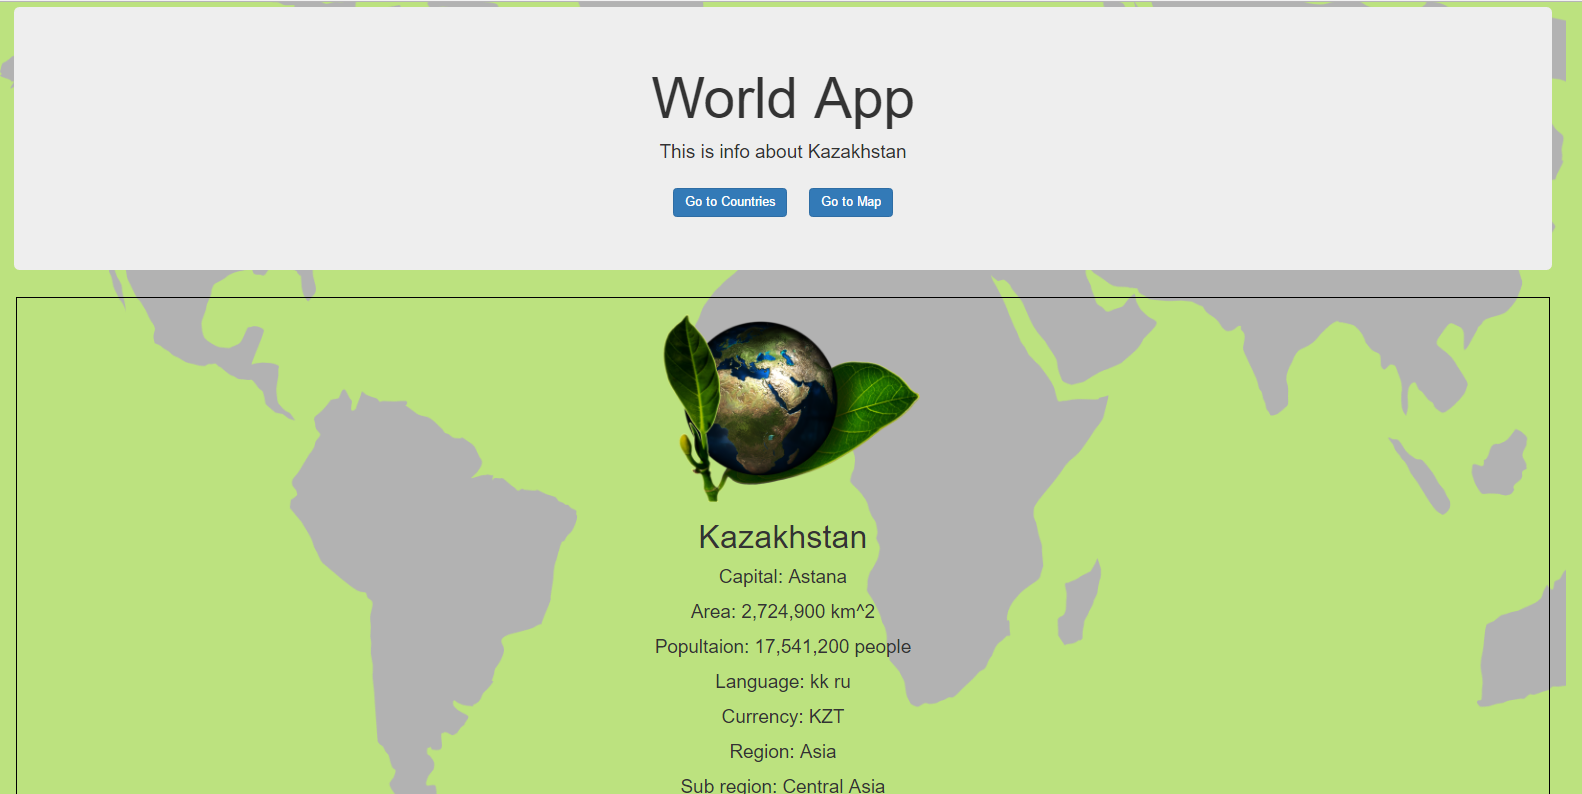 World App
This is info about Kazakhstan
Go to Countries Go to Map
Kazakhstan
Capital: Astana
Area: 2,724,900 km^2
Popultaion: 17,541,200 people
Language: kk ru
Currency: KZT
Region: Asia
Sub region: Central Asia